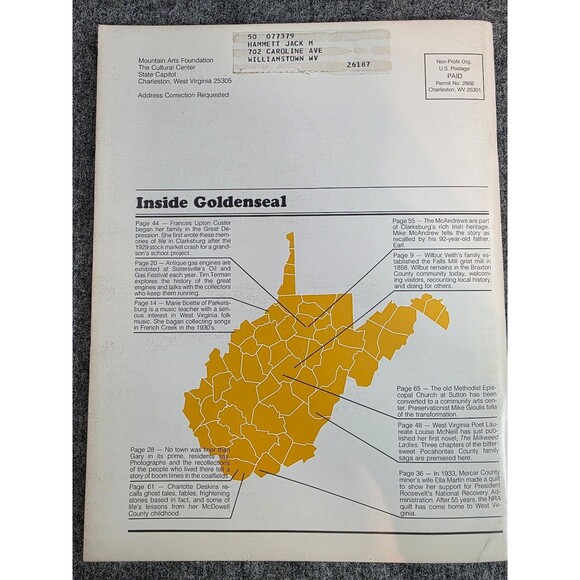 50 077379
HAMMETT JACK M
702 CAROLINE AVE
WILLIAMSTOWN WV
26187
Mountain Arts Foundation
The Cultural Center
State Capitol
Charleston, West Virginia 25305
Address Correction Requested
Non-Profit Org.
U.S. Postage
PAID
Permit No. 2868
Charleston, WV 25301
Inside Goldenseal
Page 44 — Frances Upton Custer
began her family in the Great De-
pression. She first wrote these mem-
ories of life in Clarksburg after the
1929 stock market crash for a grand-
son's school project.
Page 20 — Antique gas engines are
exhibited at Sistersville's Oil and
Gas Festival each year. Tim Terman
explores the history of the great
engines and talks with the collectors
who keep them running.
Page 14 — Marie Boette of Parkers-
burg is a music teacher with a seri-
ous interest in West Virginia folk
music. She began collecting songs
in French Creek in the 1930's.
Page 55 — The McAndrews are part
of Clarksburg's rich Irish heritage.
Mike McAndrew tells the story as
recalled by his 92-year-old father,
Earl.
Page 9 — Wilbur Veith's family es-
tablished the Falls Mill grist mill in
1858. Wilbur remains in the Braxton
County community today, welcom-
ing visitors, recounting local history,
and doing for others.
Page 65 — The old Methodist Epis-
copal Church at Sutton has been
converted to a community arts cen-
ter. Preservationist Mike Gioulis tells
of the transformation.
Page 48 — West Virginia Poet Lau-
reate Louise McNeill has just pub-
lished her first novel, The Milkweed
Ladies. Three chapters of the bitter-
sweet Pocahontas County family
saga are premiered here.
Page 36 — In 1933, Mercer County
miner's wife Ella Martin made a quilt
to show her support for President
Roosevelt's National Recovery Ad-
ministration. After 55 years, the NRA
quilt has come home to West Vir-
ginia.
Page 28 — No town was finer than
Gary in its prime, residents say.
Photographs and the recollections
of the people who lived there tell a
story of boom times in the coalfields.
Page 61 — Charlotte Deskins re-
calls ghost tales, fables, frightening
stories based in fact, and some of
life's lessons from her McDowell
County childhood.